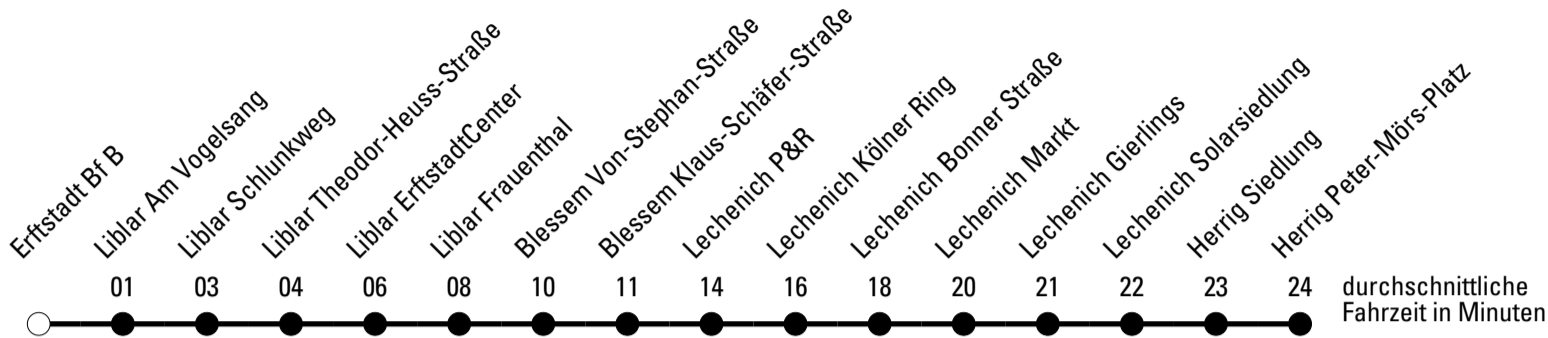 Erftstadt Bf B
Liblar Am Vogelsang
Liblar Schlunkweg
Liblar Theodor-Heuss-Straße
Liblar ErftstadtCenter
Liblar Frauenthal
Blessem Von-Stephan-Straße
Blessem Klaus-Schäfer-Straße
Lechenich P&R
Lechenich Kölner Ring
Lechenich Bonner Straße
Lechenich Markt
Lechenich Gierlings
Lechenich Solarsiedlung
Herrig Siedlung
Herrig Peter-Mörs-Platz
01 03 04 06 08 10 11 14 16 18 20 21 22 23 24
durchschnittliche
Fahrzeit in Minuten